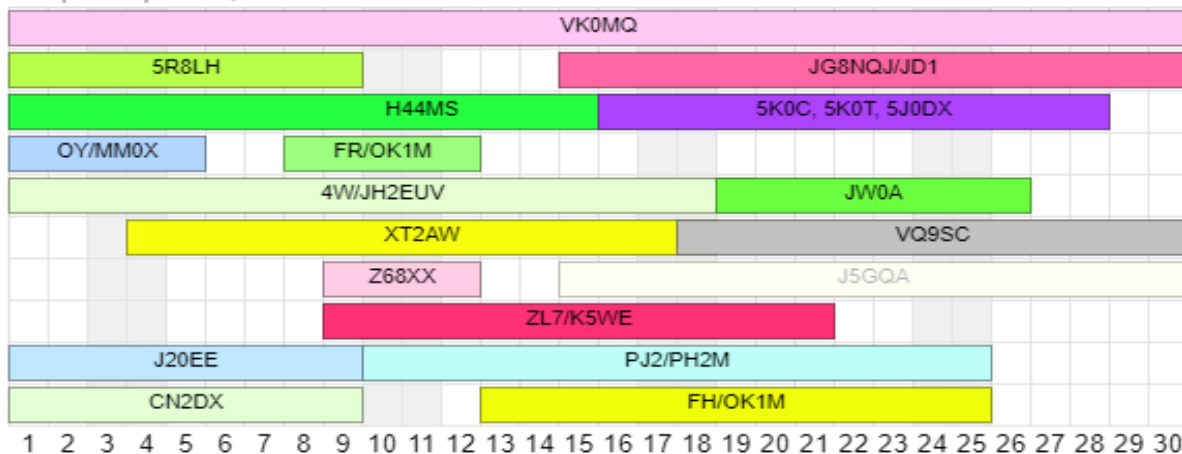 VK0MQ
5R8LH JG8NQJ/JD1
H44MS 5K0C, 5K0T, 5J0DX
OY/MM0X FR/OK1M
4W/JH2EUV JW0A
XT2AW VQ9SC
Z68XX J5GQA
ZL7/K5WE
J20EE PJ2/PH2M
CN2DX FH/OK1M
1 2 3 4 5 6 7 8 9 10 11 12 13 14 15 16 17 18 19 20 21 22 23 24 25 26 27 28 29 30